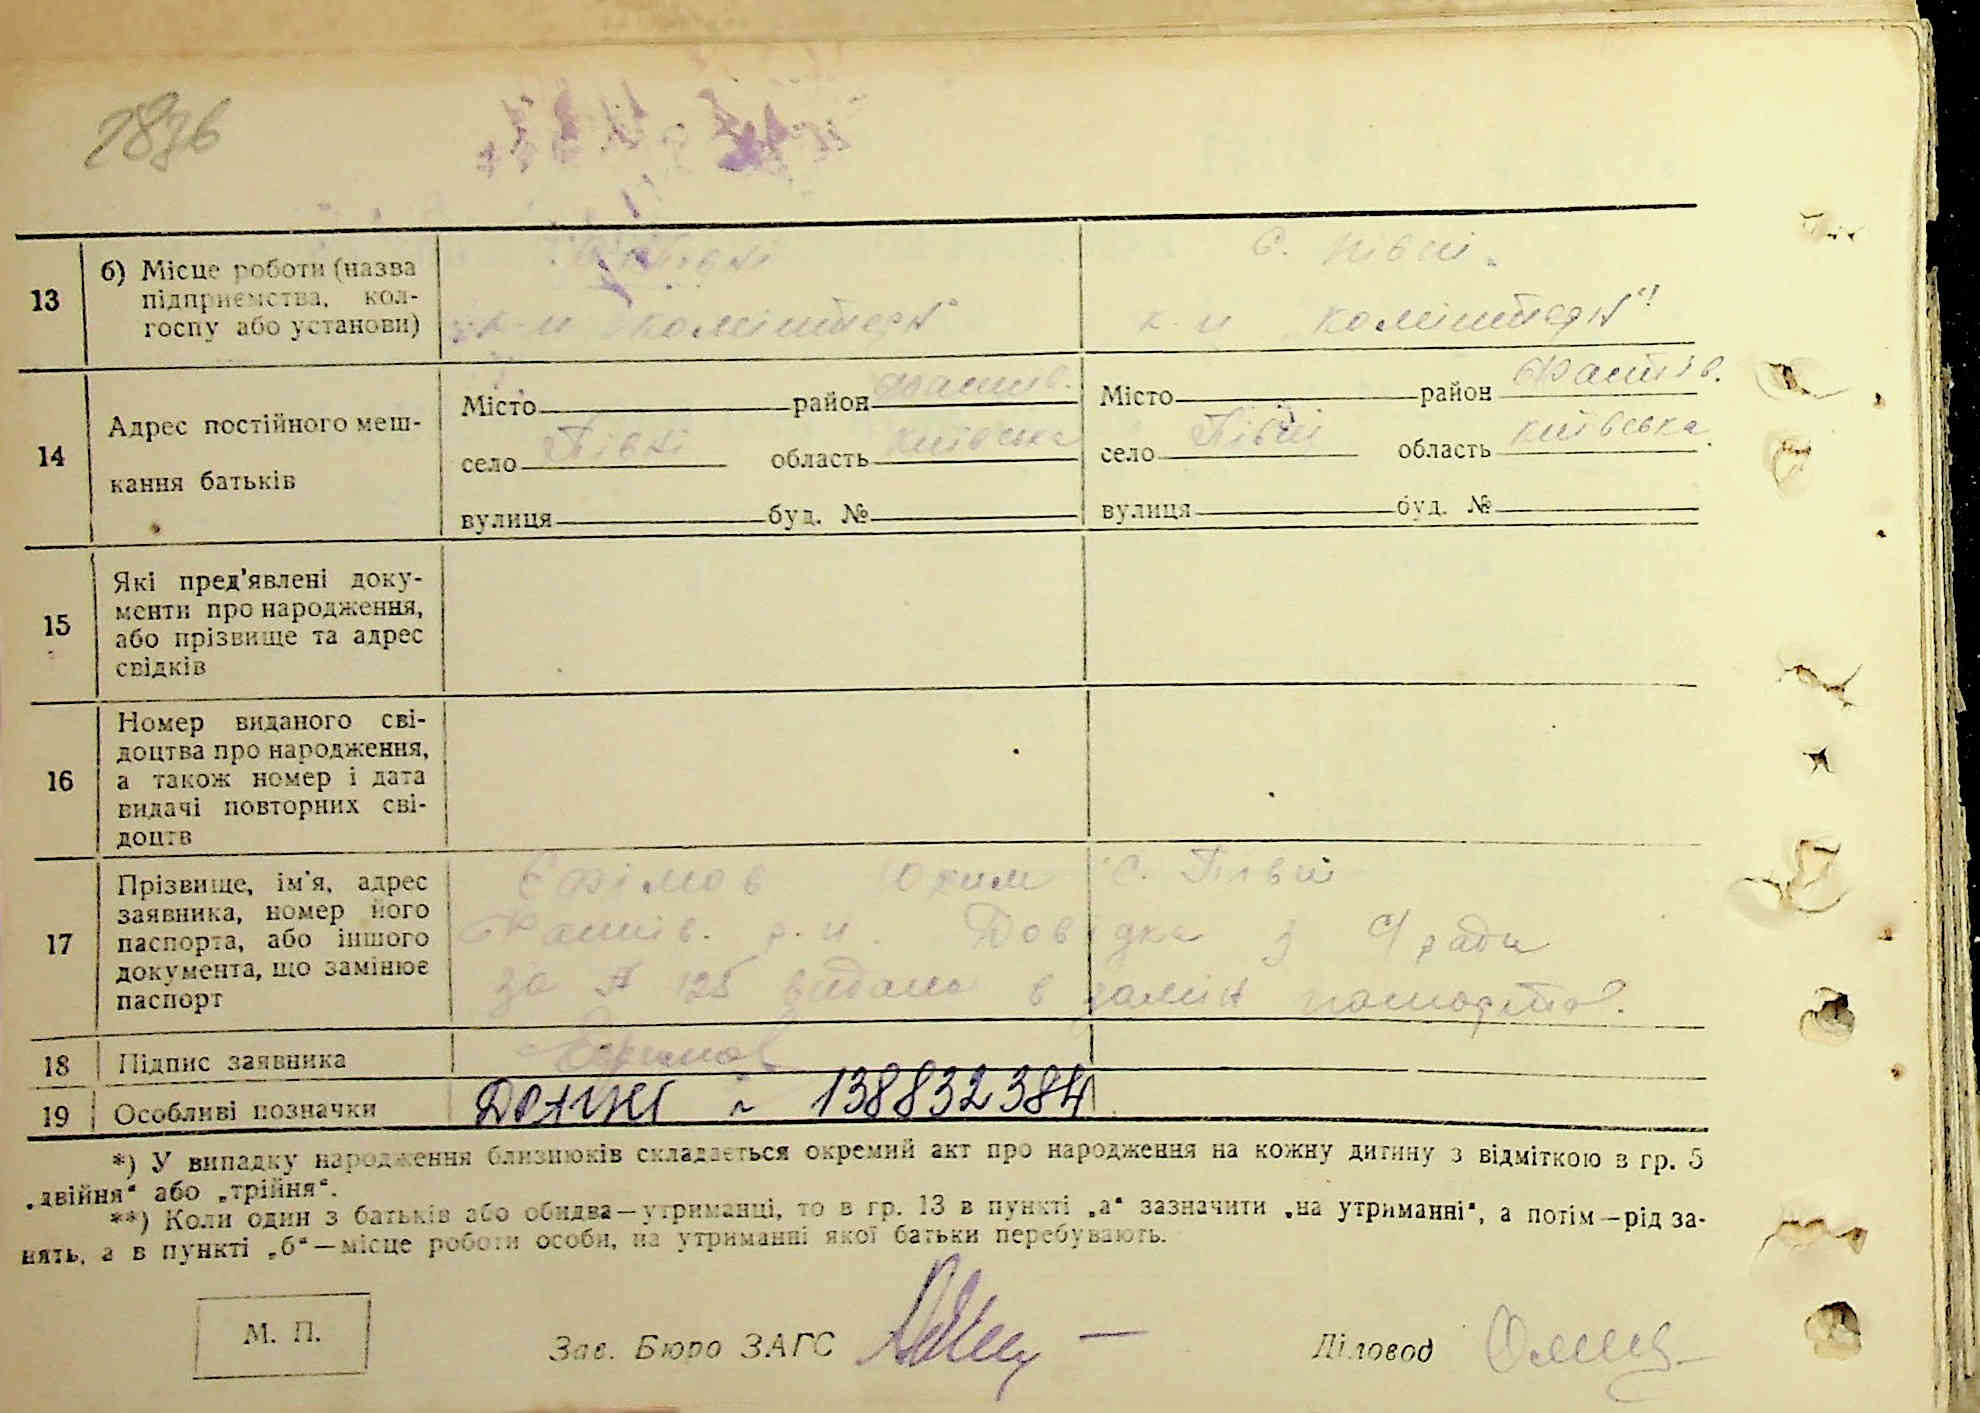 13
б) Місце роботи (назва
підприємства, кол-
госпу або установи)
Півні
к-п Комінтерн"
с. Півні.
к-п Комінтерн"
14
Адрес постійного меш-
кання батьків
Місто район Фастів.
село Півні область Київська
вулиця буд. №
Місто район Фастів.
село Півні область Київська
вулиця буд. №
15
Які пред'явлені доку-
менти про народження,
або прізвище та адрес
свідків
16
Номер виданого сві-
доцтва про народження,
а також номер і дата
видачі повторних сві-
доцтв
17
Прізвище, ім'я, адрес
заявника, номер його
паспорта, або іншого
документа, що замінює
паспорт
Єфімов Юхим с. Півні
Фастів. р-н. Довідка з с/ради
за № 125 видана в замін паспорта.
18
Підпис заявника
Ефимов
19
Особливі позначки
138832384
*) У випадку народження близнюків складається окремий акт про народження на кожну дитину з відміткою в гр. 5
„двійня“ або „трійня“.
**) Коли один з батьків або обидва—утриманці, то в гр. 13 в пункті „а“ зазначити „на утриманні“, а потім—рід за-
нять, а в пункті „б“—місце роботи особи, на утриманні якої батьки перебувають.
М. П.
Зав. Бюро ЗАГС
Діловод